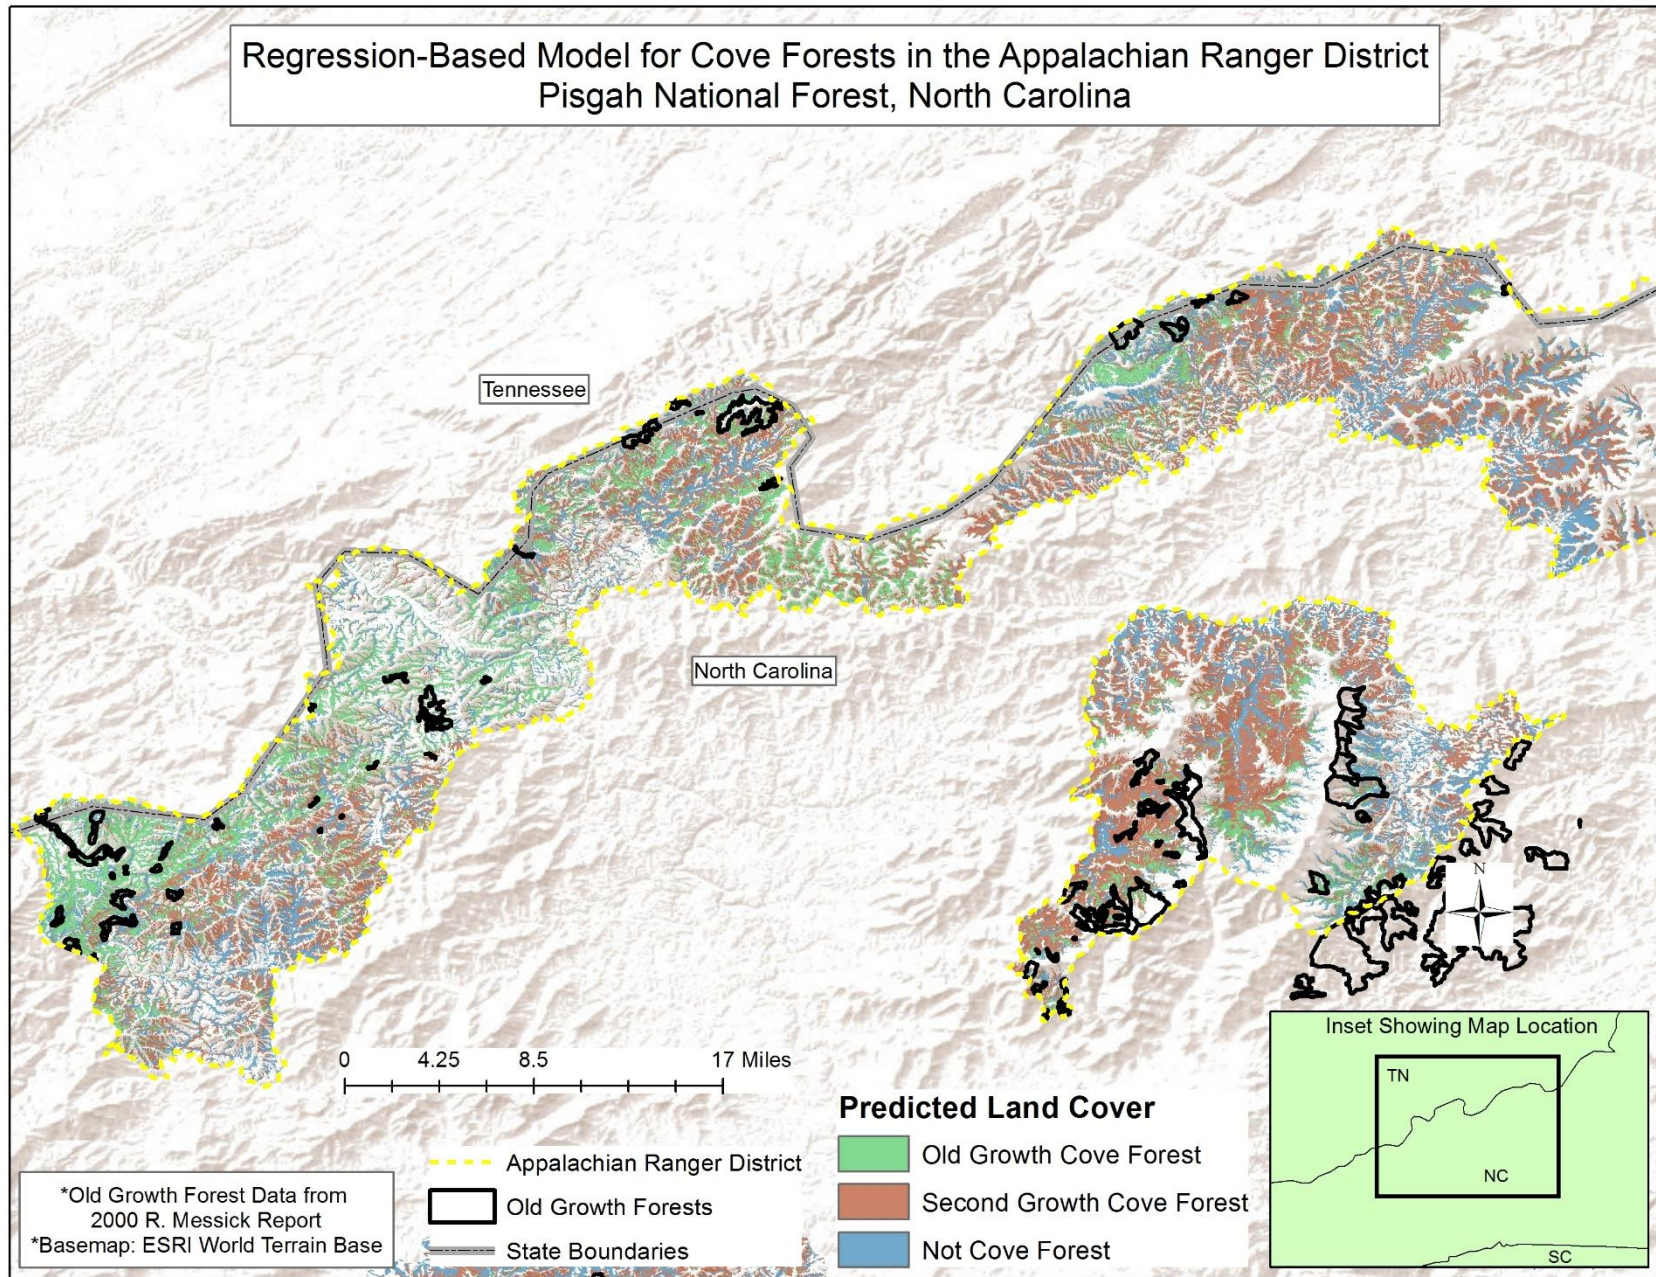 Regression-Based Model for Cove Forests in the Appalachian Ranger District
Pisgah National Forest, North Carolina
Tennessee
North Carolina
N
0 4.25 8.5 17 Miles
*Old Growth Forest Data from
2000 R. Messick Report
*Basemap: ESRI World Terrain Base
Appalachian Ranger District
Old Growth Forests
State Boundaries
Predicted Land Cover
Old Growth Cove Forest
Second Growth Cove Forest
Not Cove Forest
Inset Showing Map Location
TN
NC
SC